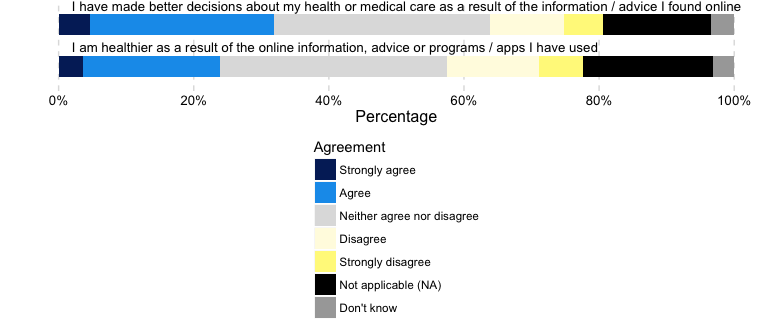 I have made better decisions about my health or medical care as a result of the information / advice I found online
I am healthier as a result of the online information, advice or programs / apps I have used
0% 20% 40% 60% 80% 100%
Percentage
Agreement
Strongly agree
Agree
Neither agree nor disagree
Disagree
Strongly disagree
Not applicable (NA)
Don't know